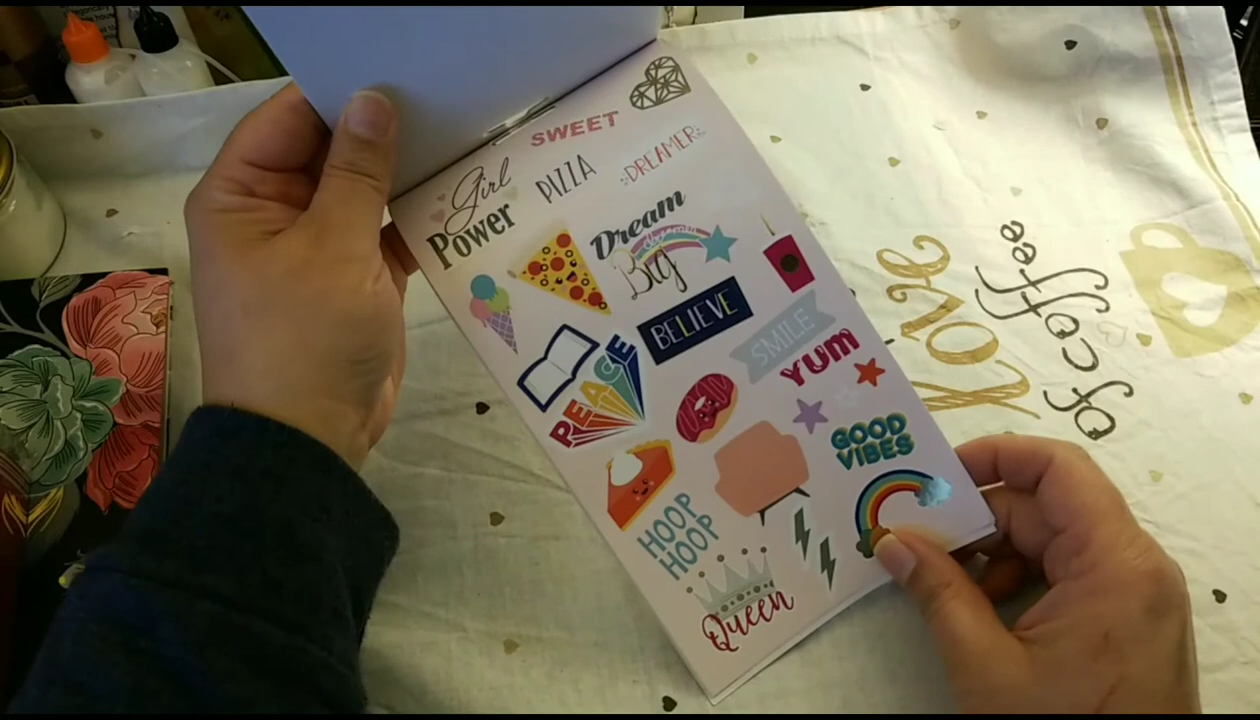 SWEET
Girl
Power
PIZZA
DREAMER
Dream
Big
BELIEVE
SMILE
YUM
PEACE
GOOD
VIBES
HOOP
HOOP
Queen
Love
coffee
of